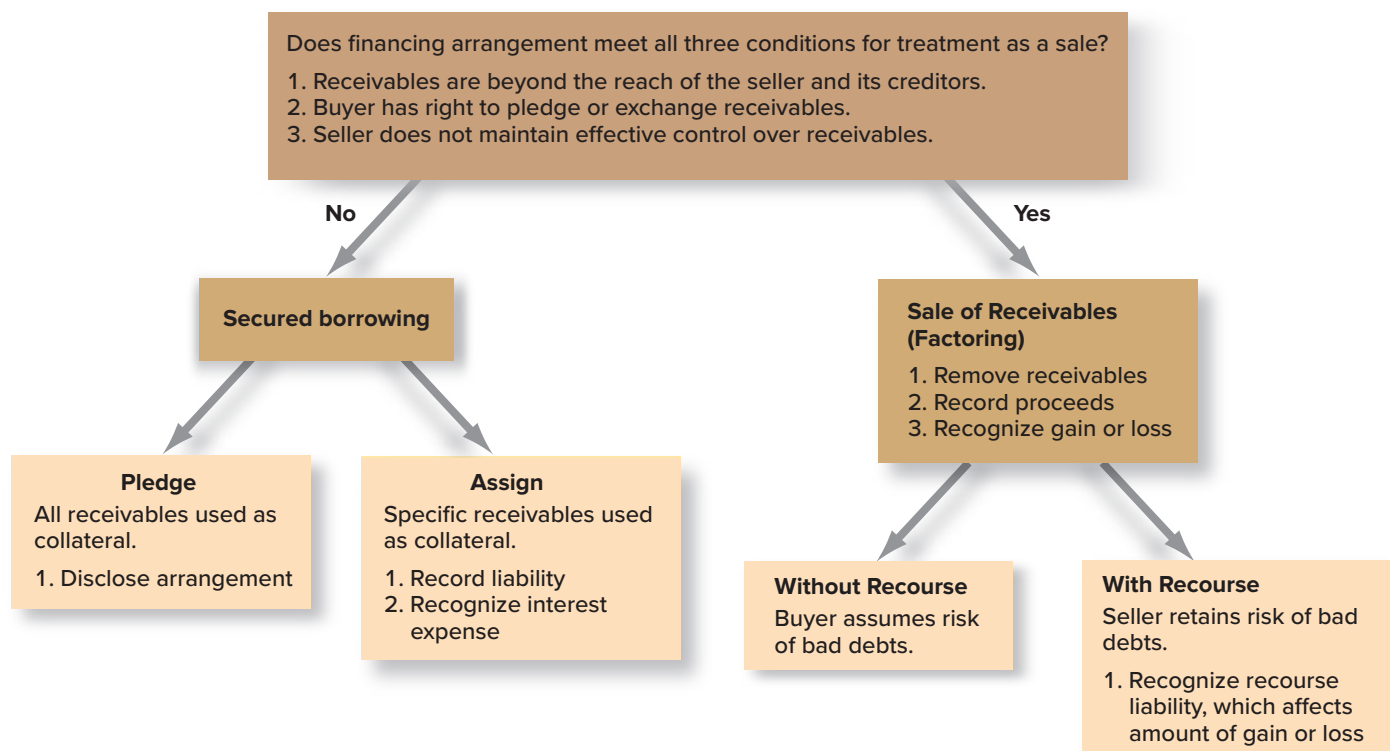 Does financing arrangement meet all three conditions for treatment as a sale?
1. Receivables are beyond the reach of the seller and its creditors.
2. Buyer has right to pledge or exchange receivables.
3. Seller does not maintain effective control over receivables.
No
Yes
Secured borrowing
Sale of Receivables
(Factoring)
1. Remove receivables
2. Record proceeds
3. Recognize gain or loss
Pledge
All receivables used as
collateral.
1. Disclose arrangement
Assign
Specific receivables used
as collateral.
1. Record liability
2. Recognize interest
expense
Without Recourse
Buyer assumes risk
of bad debts.
With Recourse
Seller retains risk of bad
debts.
1. Recognize recourse
liability, which affects
amount of gain or loss